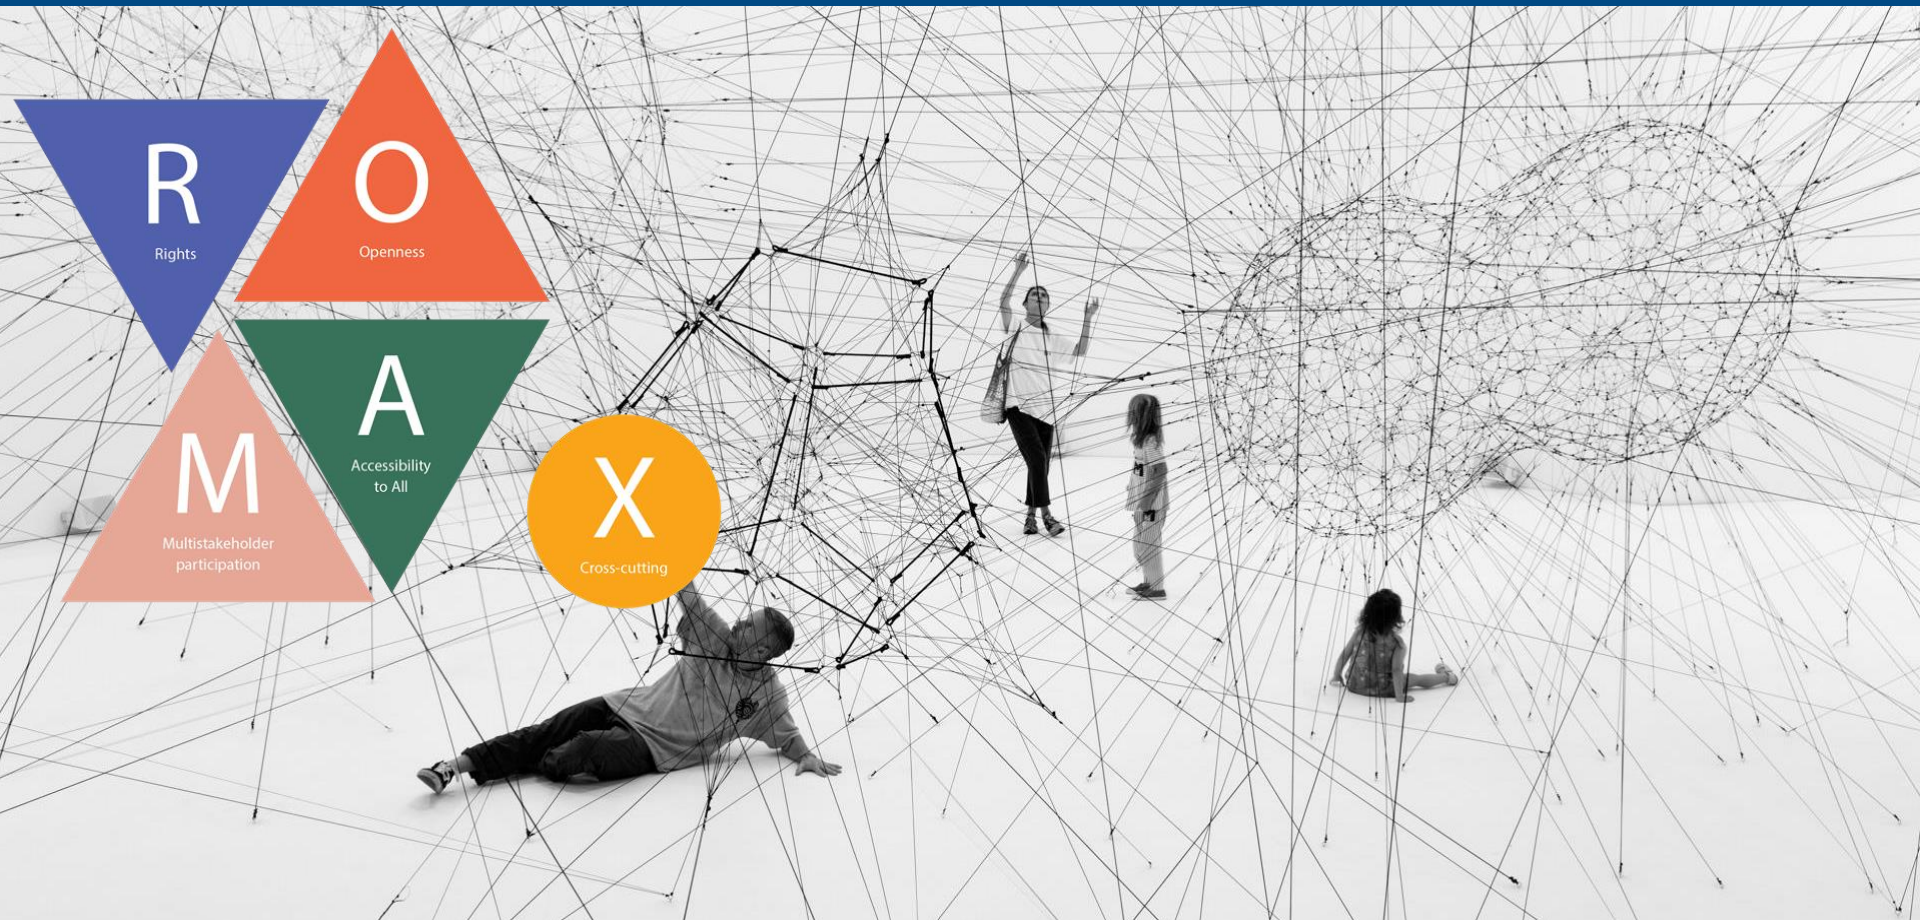 R
Rights
O
Openness
A
Accessibility
to All
M
Multistakeholder
participation
X
Cross-cutting